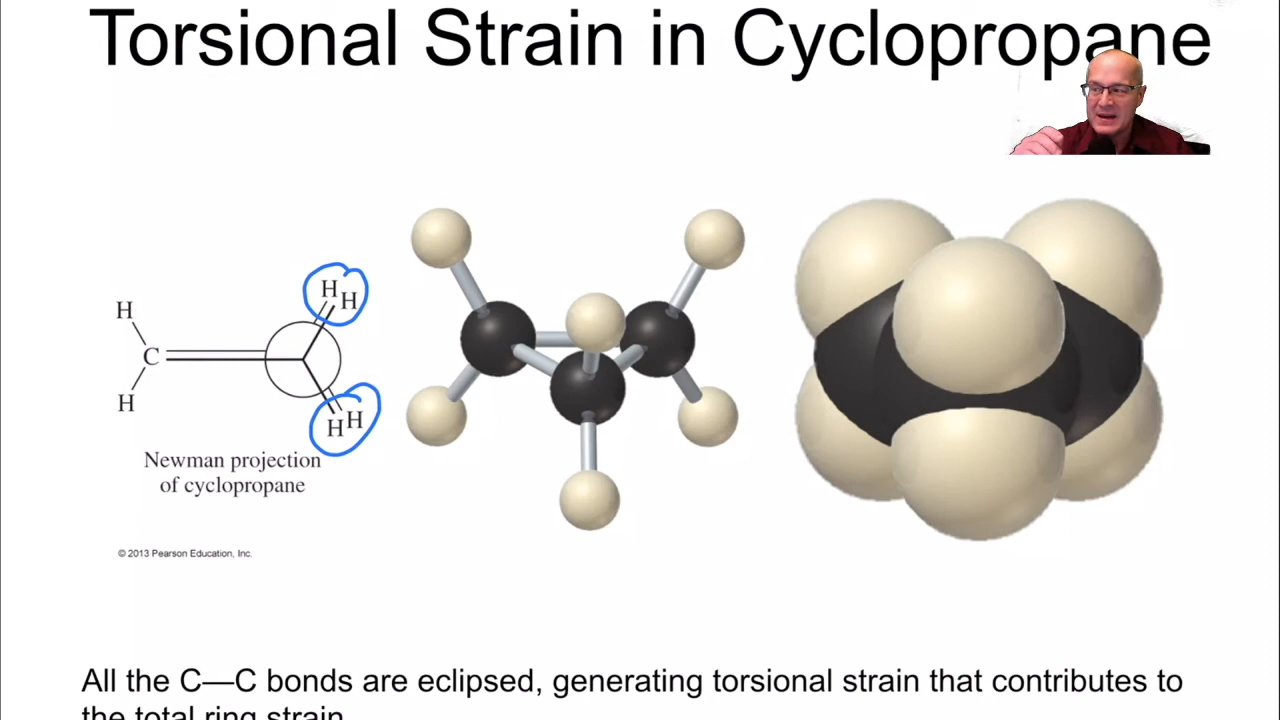 Torsional Strain in Cyclopropane
H
H
H
C
H
H
H
Newman projection
of cyclopropane
© 2013 Pearson Education, Inc.
All the C—C bonds are eclipsed, generating torsional strain that contributes to
the total ring strain